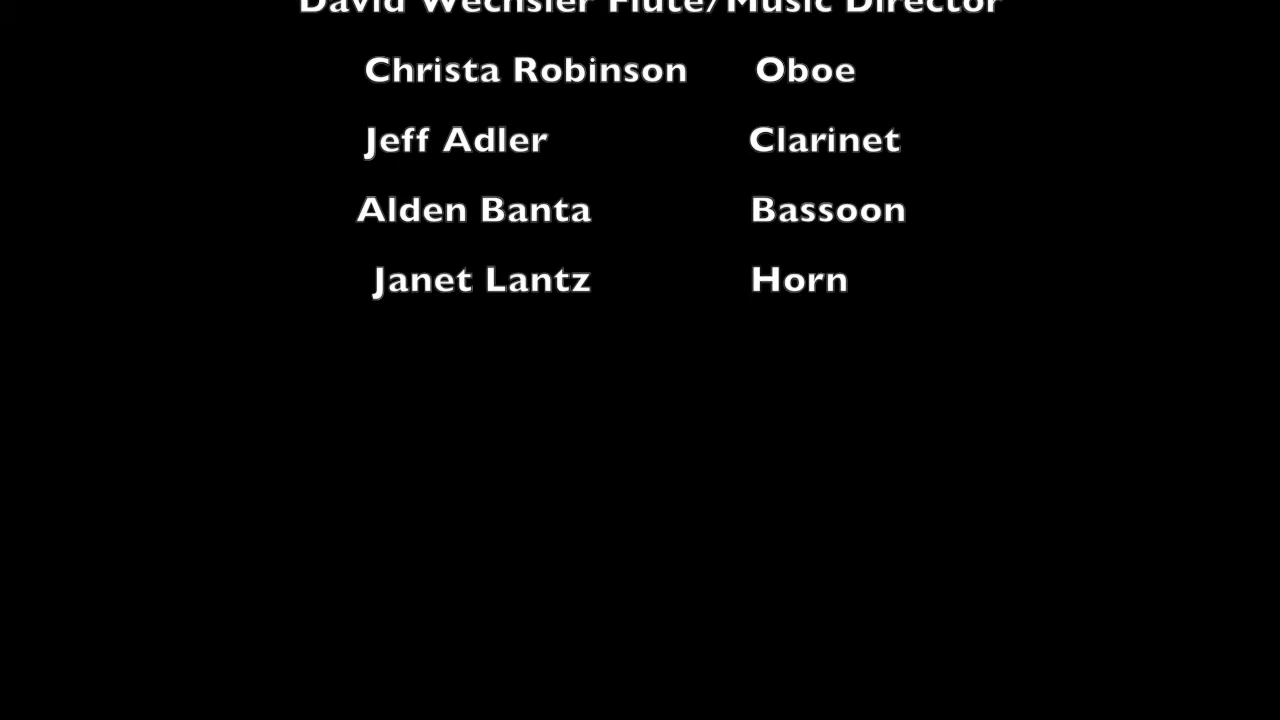 David Wechsler Flute/Music Director
Christa Robinson Oboe
Jeff Adler Clarinet
Alden Banta Bassoon
Janet Lantz Horn